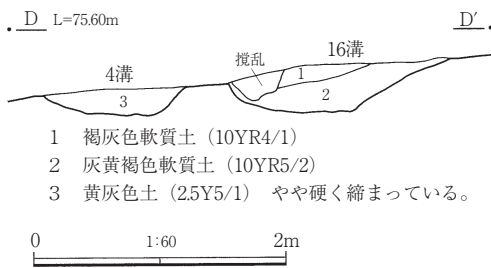 D L=75.60m D′
撹乱 16溝
4溝 1
3 2
1 褐灰色軟質土（10YR4/1）
2 灰黄褐色軟質土（10YR5/2）
3 黄灰色土（2.5Y5/1） やや硬く締まっている。
0 1:60 2m